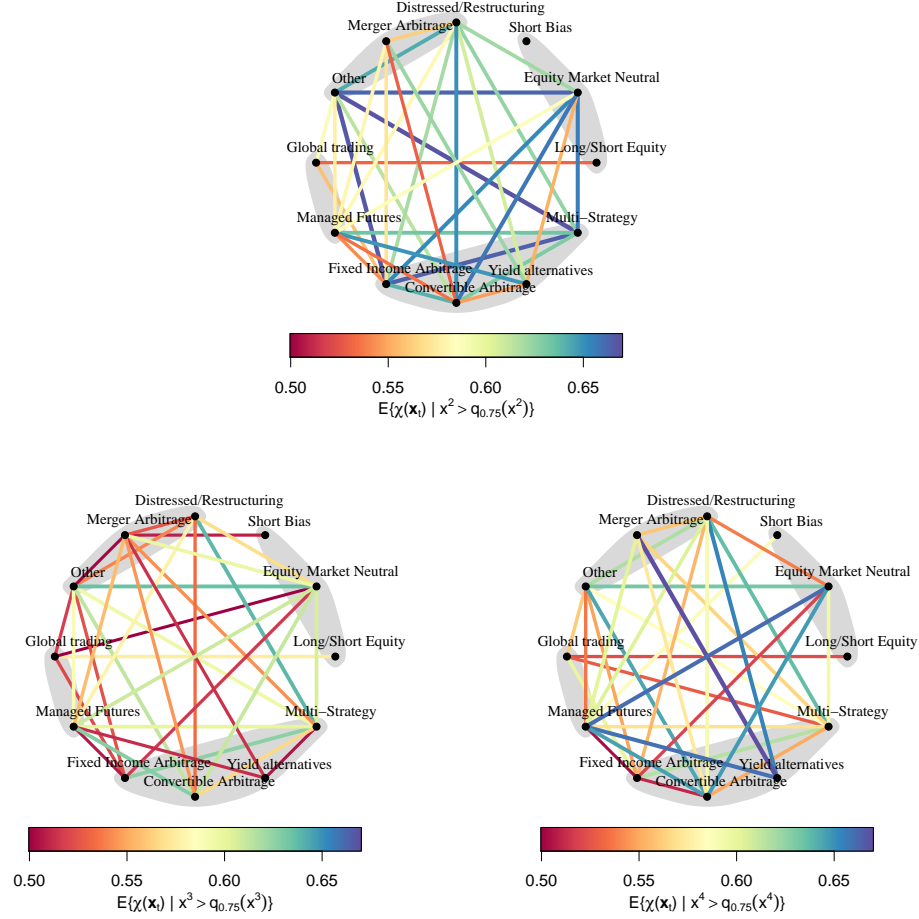 Distressed/Restructuring
Merger Arbitrage
Short Bias
Other
Equity Market Neutral
Global trading
Long/Short Equity
Managed Futures
Multi−Strategy
Fixed Income Arbitrage
Yield alternatives
Convertible Arbitrage
0.50 0.55 0.60 0.65
E{χ(𝐱ₜ) | x² > q₀.₇₅(x²)}
Distressed/Restructuring
Merger Arbitrage
Short Bias
Other
Equity Market Neutral
Global trading
Long/Short Equity
Managed Futures
Multi−Strategy
Fixed Income Arbitrage
Yield alternatives
Convertible Arbitrage
0.50 0.55 0.60 0.65
E{χ(𝐱ₜ) | x³ > q₀.₇₅(x³)}
Distressed/Restructuring
Merger Arbitrage
Short Bias
Other
Equity Market Neutral
Global trading
Long/Short Equity
Managed Futures
Multi−Strategy
Fixed Income Arbitrage
Yield alternatives
Convertible Arbitrage
0.50 0.55 0.60 0.65
E{χ(𝐱ₜ) | x⁴ > q₀.₇₅(x⁴)}